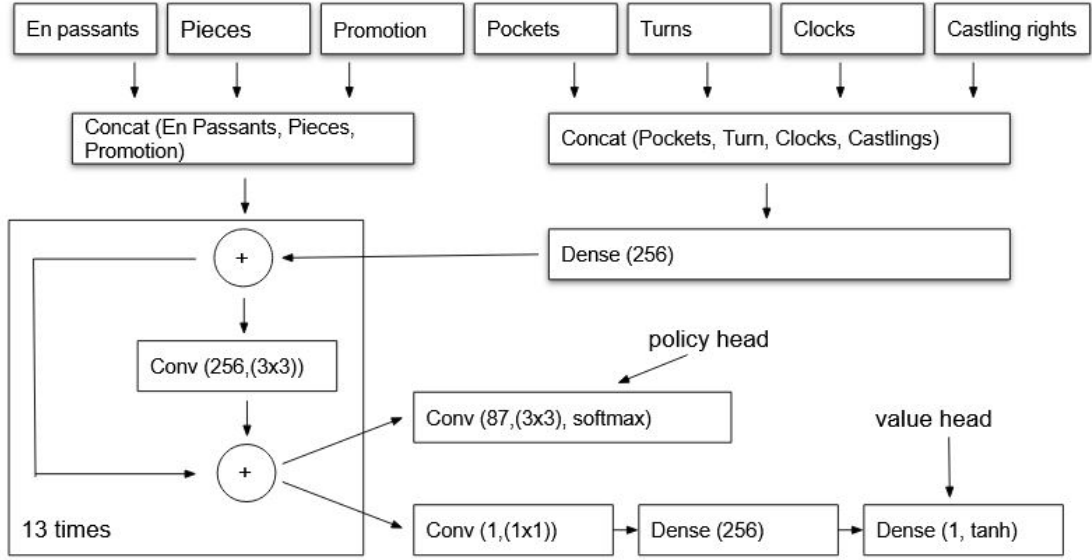 En passants
Pieces
Promotion
Pockets
Turns
Clocks
Castling rights
Concat (En Passants, Pieces,
Promotion)
Concat (Pockets, Turn, Clocks, Castlings)
+
Dense (256)
policy head
Conv (256,(3x3))
Conv (87,(3x3), softmax)
value head
+
13 times
Conv (1,(1x1))
Dense (256)
Dense (1, tanh)